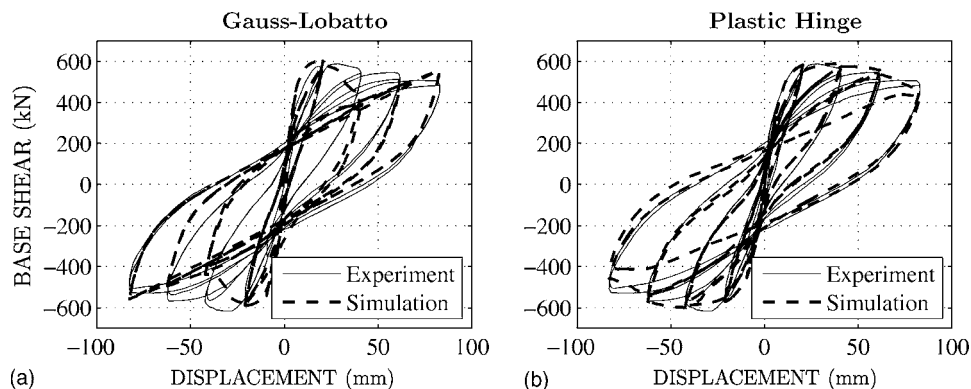 Gauss-Lobatto
600
400
200
0
−200
−400
−600
BASE SHEAR (kN)
Experiment
Simulation
−100 −50 0 50 100
(a) DISPLACEMENT (mm)
Plastic Hinge
600
400
200
0
−200
−400
−600
Experiment
Simulation
−100 −50 0 50 100
(b) DISPLACEMENT (mm)